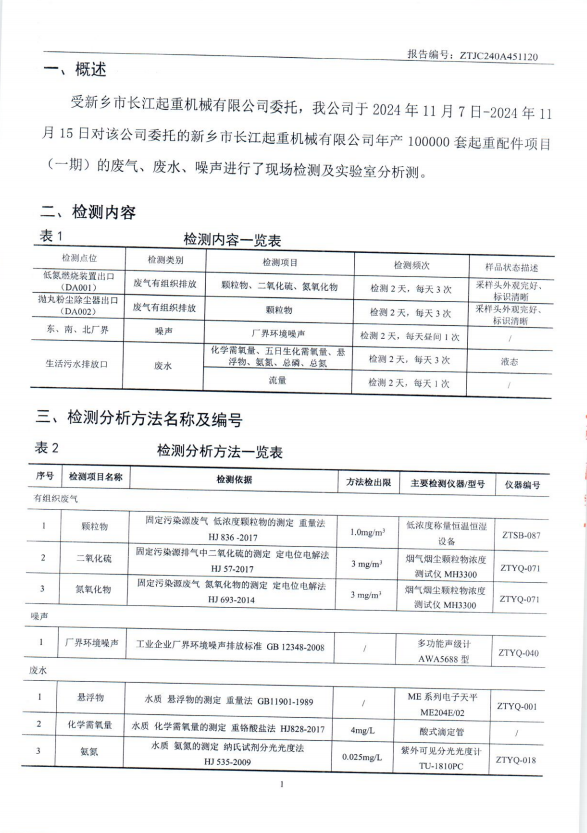 报告编号：ZTJC240A451120
一、概述
受新乡市长江起重机械有限公司委托，我公司于 2024 年 11 月 7 日-2024 年 11
月 15 日对该公司委托的新乡市长江起重机械有限公司年产 100000 套起重配件项目
（一期）的废气、废水、噪声进行了现场检测及实验室分析测。
二、检测内容
表 1 检测内容一览表
检测点位 检测类别 检测项目 检测频次 样品状态描述
低氮燃烧装置出口（DA001） 废气有组织排放 颗粒物、二氧化硫、氮氧化物 检测 2 天，每天 3 次 采样头外观完好、标识清晰
抛丸粉尘除尘器出口（DA002） 废气有组织排放 颗粒物 检测 2 天，每天 3 次 采样头外观完好、标识清晰
东、南、北厂界 噪声 厂界环境噪声 检测 2 天，每天昼间 1 次 /
生活污水排放口 废水 化学需氧量、五日生化需氧量、悬浮物、氨氮、总磷、总氮 检测 2 天，每天 3 次 液态
流量 检测 2 天，每天 1 次 /
三、检测分析方法名称及编号
表 2 检测分析方法一览表
序号 检测项目名称 检测依据 方法检出限 主要检测仪器/型号 仪器编号
有组织废气
1 颗粒物 固定污染源废气 低浓度颗粒物的测定 重量法 HJ 836 -2017 1.0mg/m³ 低浓度称量恒温恒湿设备 ZTSB-087
2 二氧化硫 固定污染源排气中二氧化硫的测定 定电位电解法 HJ 57-2017 3 mg/m³ 烟气烟尘颗粒物浓度测试仪 MH3300 ZTYQ-071
3 氮氧化物 固定污染源废气 氮氧化物的测定 定电位电解法 HJ 693-2014 3 mg/m³ 烟气烟尘颗粒物浓度测试仪 MH3300 ZTYQ-071
噪声
1 厂界环境噪声 工业企业厂界环境噪声排放标准 GB 12348-2008 / 多功能声级计 AWA5688 型 ZTYQ-040
废水
1 悬浮物 水质 悬浮物的测定 重量法 GB11901-1989 / ME 系列电子天平 ME204E/02 ZTYQ-001
2 化学需氧量 水质 化学需氧量的测定 重铬酸盐法 HJ828-2017 4mg/L 酸式滴定管 /
3 氨氮 水质 氨氮的测定 纳氏试剂分光光度法 HJ 535-2009 0.025mg/L 紫外可见分光光度计 TU-1810PC ZTYQ-018
1